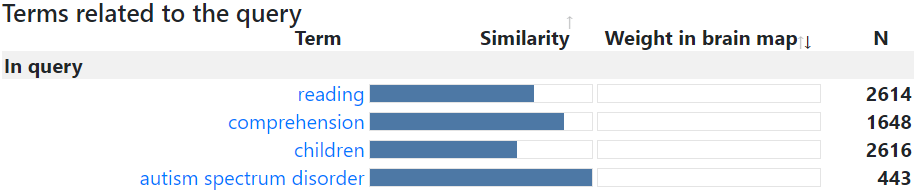 Terms related to the query
Term Similarity↑ Weight in brain map↑↓ N
In query
reading 2614
comprehension 1648
children 2616
autism spectrum disorder 443